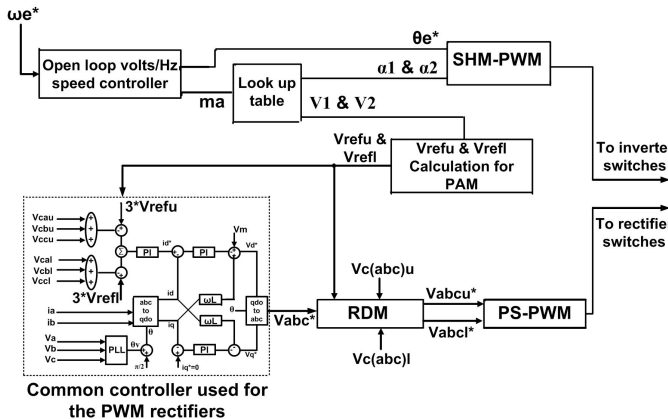 ωe*
Open loop volts/Hz
speed controller
θe*
ma
Look up
table
α1 & α2
V1 & V2
SHM-PWM
Vrefu &
Vrefl
Vrefu & Vrefl
Calculation for
PAM
To inverte
switches
To rectifie
switches
3*Vrefu
Vcau
Vcbu
Vccu
+
+
+
Σ
PI
id*
PI
Vm
Vd*
Vcal
Vcbl
Vccl
+
+
+
3*Vrefl
ia
ib
abc
to
qdo
id
iq
ωL
ωL
qdo
to
abc
Vabc*
θ
θ
Va
Vb
Vc
PLL
θv
π/2
iq*=0
PI
Vq*
Vc(abc)u
RDM
Vabcu*
Vabcl*
PS-PWM
Vc(abc)l
Common controller used for
the PWM rectifiers